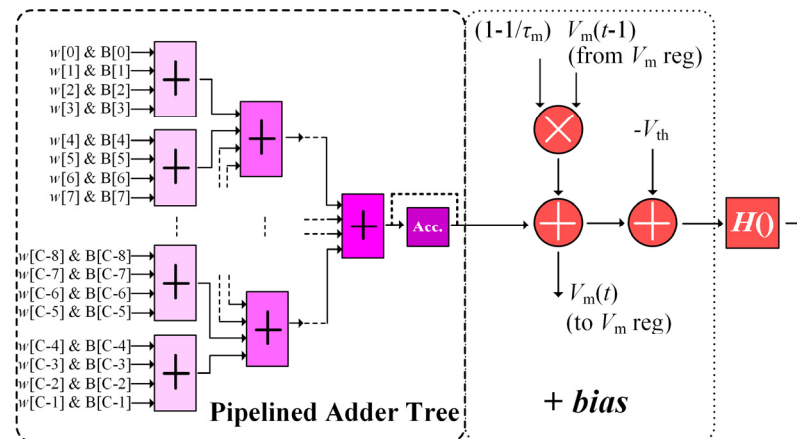 w[0] & B[0]
w[1] & B[1]
w[2] & B[2]
w[3] & B[3]
w[4] & B[4]
w[5] & B[5]
w[6] & B[6]
w[7] & B[7]
w[C-8] & B[C-8]
w[C-7] & B[C-7]
w[C-6] & B[C-6]
w[C-5] & B[C-5]
w[C-4] & B[C-4]
w[C-3] & B[C-3]
w[C-2] & B[C-2]
w[C-1] & B[C-1]
Acc.
Pipelined Adder Tree
(1-1/τm)
Vm(t-1)
(from Vm reg)
-Vth
Vm(t)
(to Vm reg)
+ bias
H()